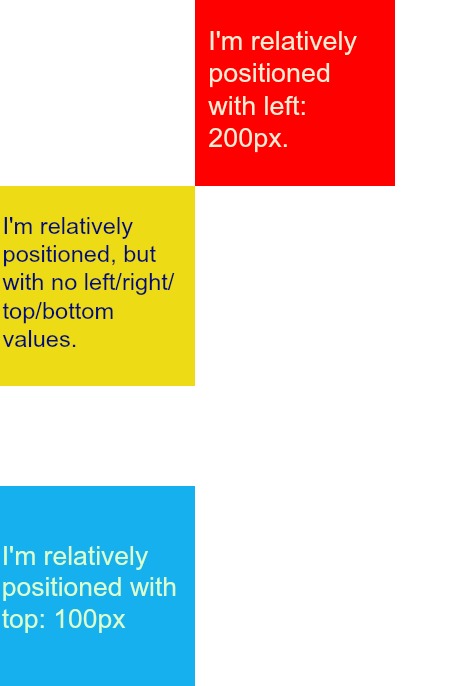 I'm relatively
positioned
with left:
200px.
I'm relatively
positioned, but
with no left/right/
top/bottom
values.
I'm relatively
positioned with
top: 100px